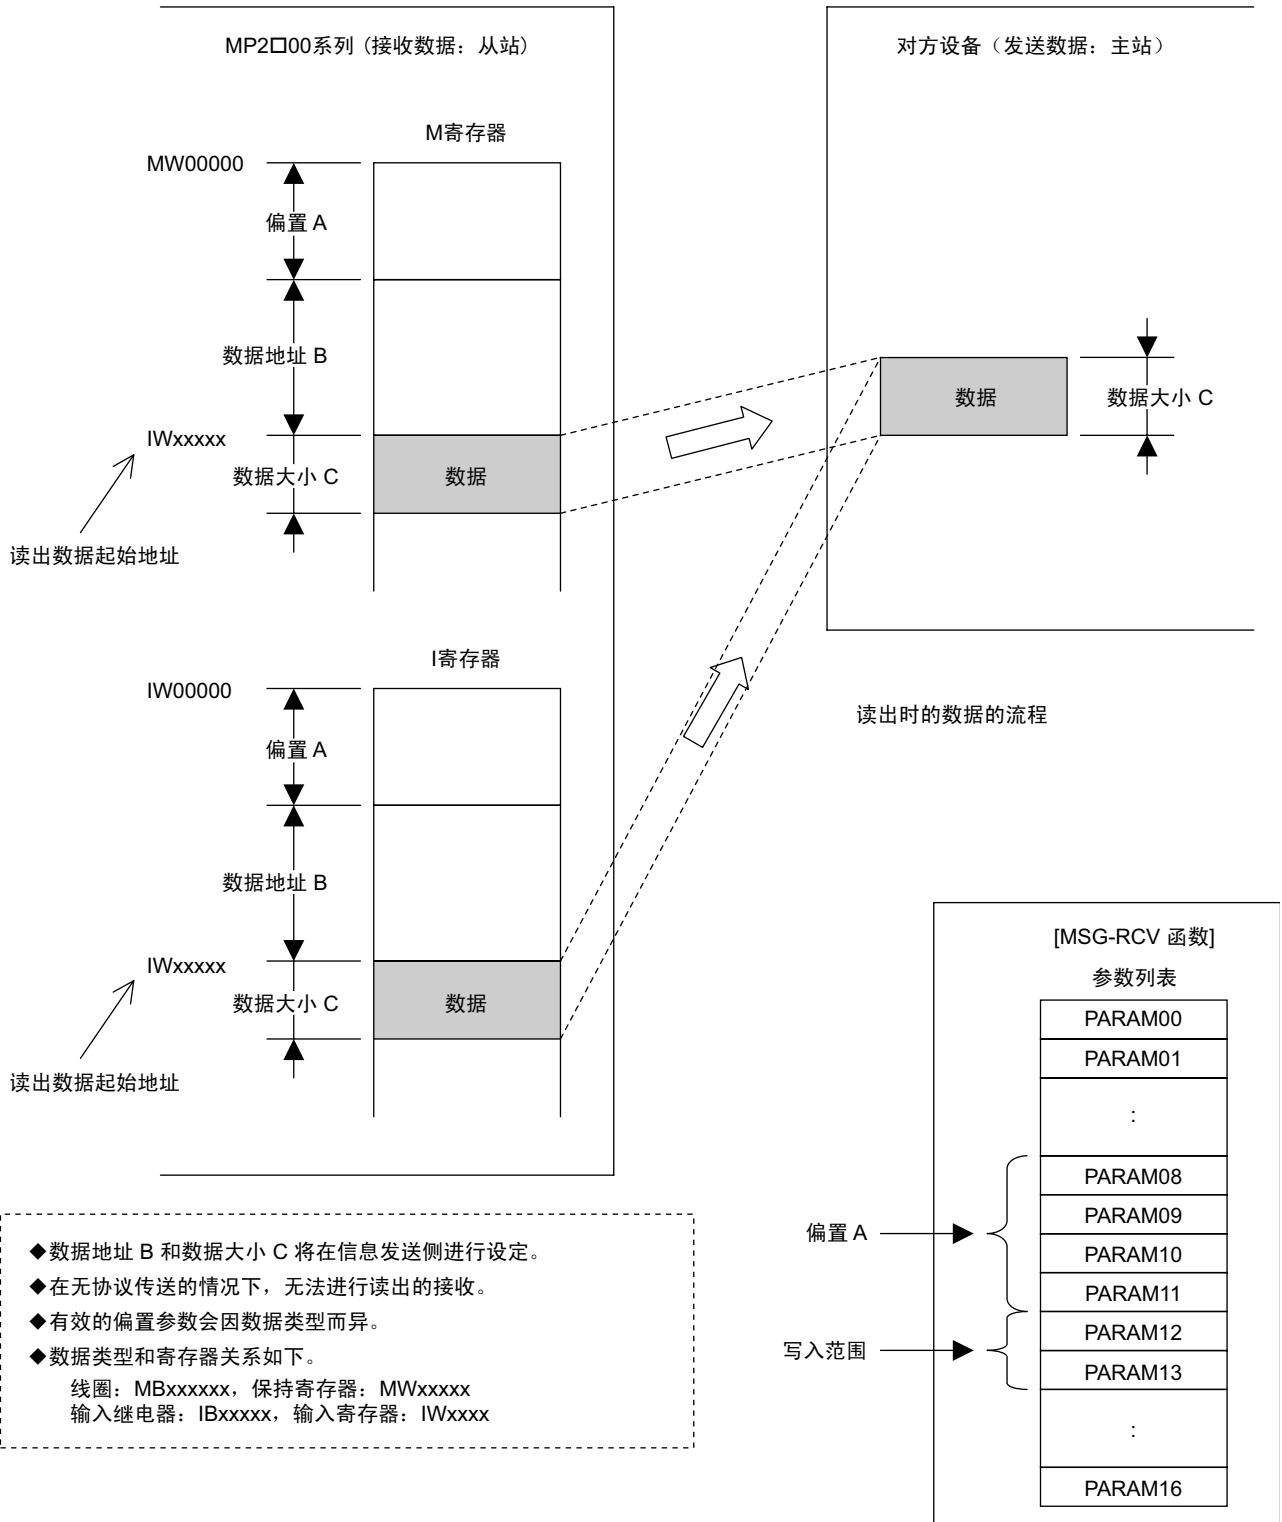 MP2□00系列 (接收数据：从站)
对方设备（发送数据：主站）
M寄存器
MW00000
偏置 A
数据地址 B
IWxxxxx
数据大小 C
数据
读出数据起始地址
数据
数据大小 C
I寄存器
IW00000
偏置 A
数据地址 B
IWxxxxx
数据大小 C
数据
读出数据起始地址
读出时的数据的流程
[MSG-RCV 函数]
参数列表
PARAM00
PARAM01
:
PARAM08
PARAM09
PARAM10
PARAM11
PARAM12
PARAM13
:
PARAM16
偏置 A
写入范围
◆数据地址 B 和数据大小 C 将在信息发送侧进行设定。
◆在无协议传送的情况下，无法进行读出的接收。
◆有效的偏置参数会因数据类型而异。
◆数据类型和寄存器关系如下。
线圈：MBxxxxxx，保持寄存器：MWxxxxx
输入继电器：IBxxxxx，输入寄存器：IWxxxx